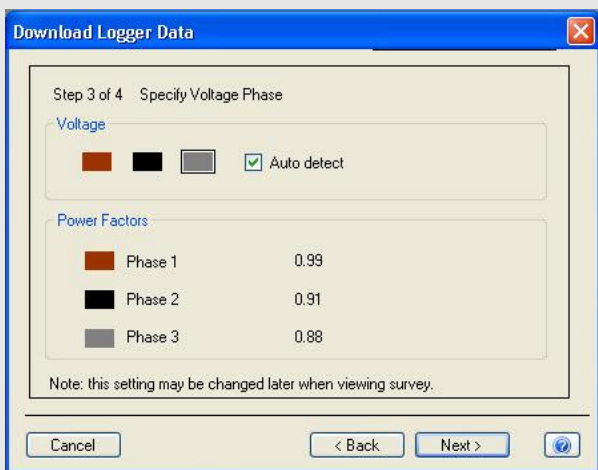 Download Logger Data
Step 3 of 4 Specify Voltage Phase
Voltage
Auto detect
Power Factors
Phase 1 0.99
Phase 2 0.91
Phase 3 0.88
Note: this setting may be changed later when viewing survey.
Cancel < Back Next >